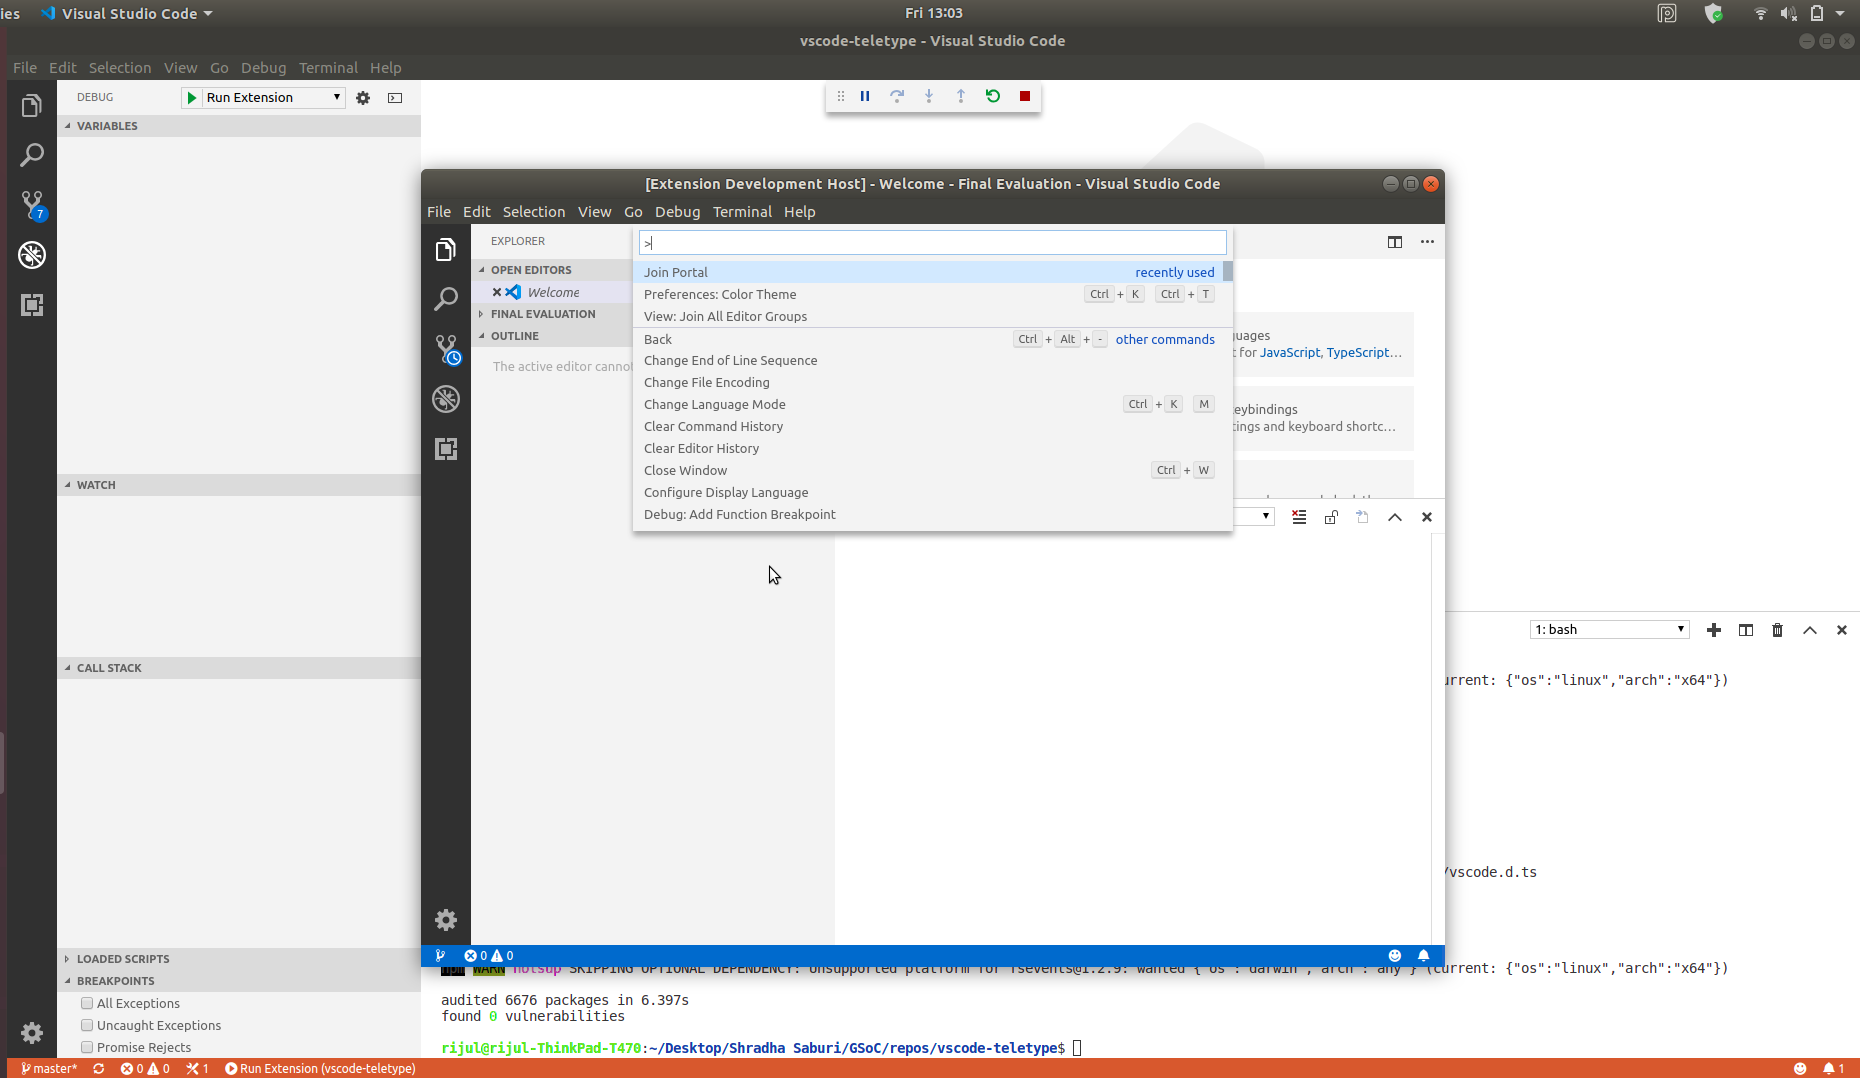 ies Visual Studio Code Fri 13:03
vscode-teletype - Visual Studio Code
File Edit Selection View Go Debug Terminal Help
DEBUG Run Extension
VARIABLES
WATCH
CALL STACK
LOADED SCRIPTS
BREAKPOINTS
All Exceptions
Uncaught Exceptions
Promise Rejects
7
[Extension Development Host] - Welcome - Final Evaluation - Visual Studio Code
File Edit Selection View Go Debug Terminal Help
EXPLORER
OPEN EDITORS
Welcome
FINAL EVALUATION
OUTLINE
The active editor cannot
>
Join Portal recently used
Preferences: Color Theme Ctrl + K Ctrl + T
View: Join All Editor Groups
Back Ctrl + Alt + - other commands
Change End of Line Sequence
Change File Encoding
Change Language Mode Ctrl + K M
Clear Command History
Clear Editor History
Close Window Ctrl + W
Configure Display Language
Debug: Add Function Breakpoint
uages
t for JavaScript, TypeScript...
eybindings
tings and keyboard shortc...
0 0
1: bash
urrent: {"os":"linux","arch":"x64"})
/vscode.d.ts
npm WARN notsup SKIPPING OPTIONAL DEPENDENCY: Unsupported platform for fsevents@1.2.9: wanted {"os":"darwin","arch":"any"} (current: {"os":"linux","arch":"x64"})
audited 6676 packages in 6.397s
found 0 vulnerabilities
rijul@rijul-ThinkPad-T470:~/Desktop/Shradha Saburi/GSoC/repos/vscode-teletype$
master* 0 0 1 Run Extension (vscode-teletype) 1